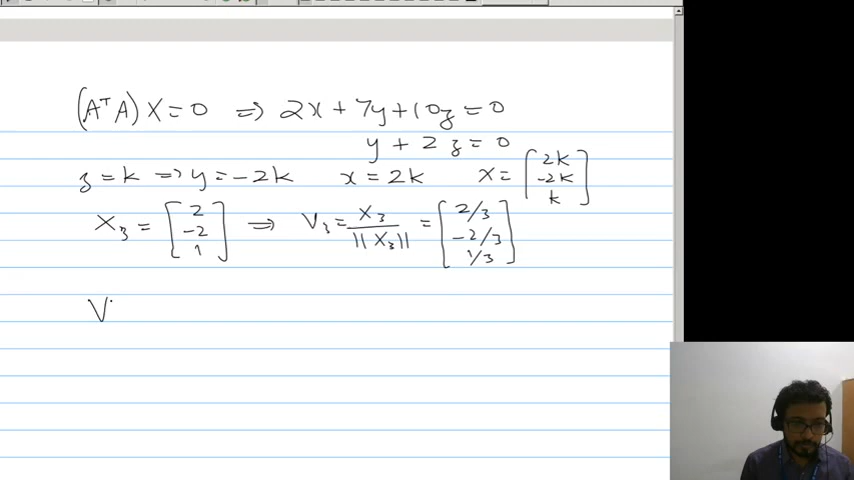 (AᵀA) X = 0 ⇒ 2x + 7y + 10z = 0
y + 2z = 0
z = k ⇒ y = -2k x = 2k X = [2k -2k k]
X₃ = [2 -2 1] ⇒ V₃ = X₃ / ||X₃|| = [2/3 -2/3 1/3]
V